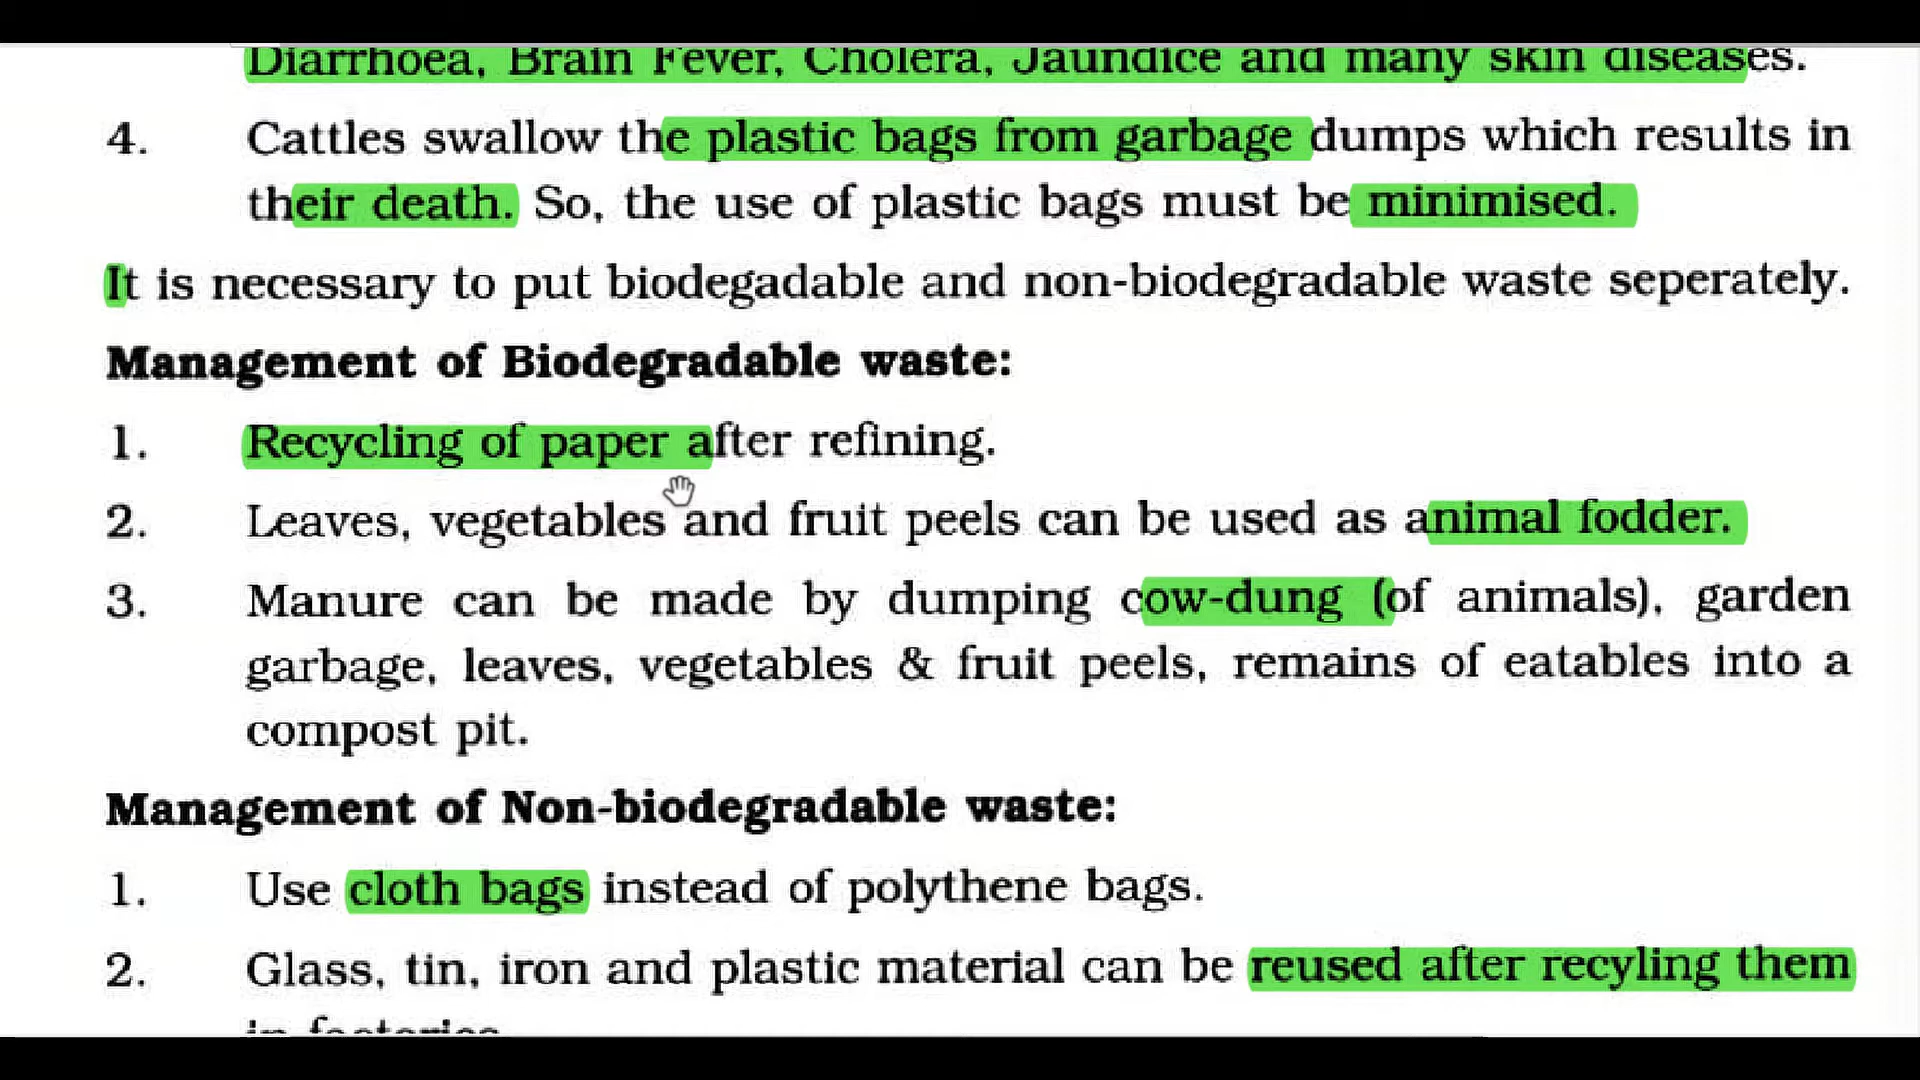 Diarrhoea, Brain Fever, Cholera, Jaundice and many skin diseases.
4. Cattles swallow the plastic bags from garbage dumps which results in
their death. So, the use of plastic bags must be minimised.
It is necessary to put biodegadable and non-biodegradable waste seperately.
Management of Biodegradable waste:
1. Recycling of paper after refining.
2. Leaves, vegetables and fruit peels can be used as animal fodder.
3. Manure can be made by dumping cow-dung (of animals), garden
garbage, leaves, vegetables & fruit peels, remains of eatables into a
compost pit.
Management of Non-biodegradable waste:
1. Use cloth bags instead of polythene bags.
2. Glass, tin, iron and plastic material can be reused after recyling them
in factories.